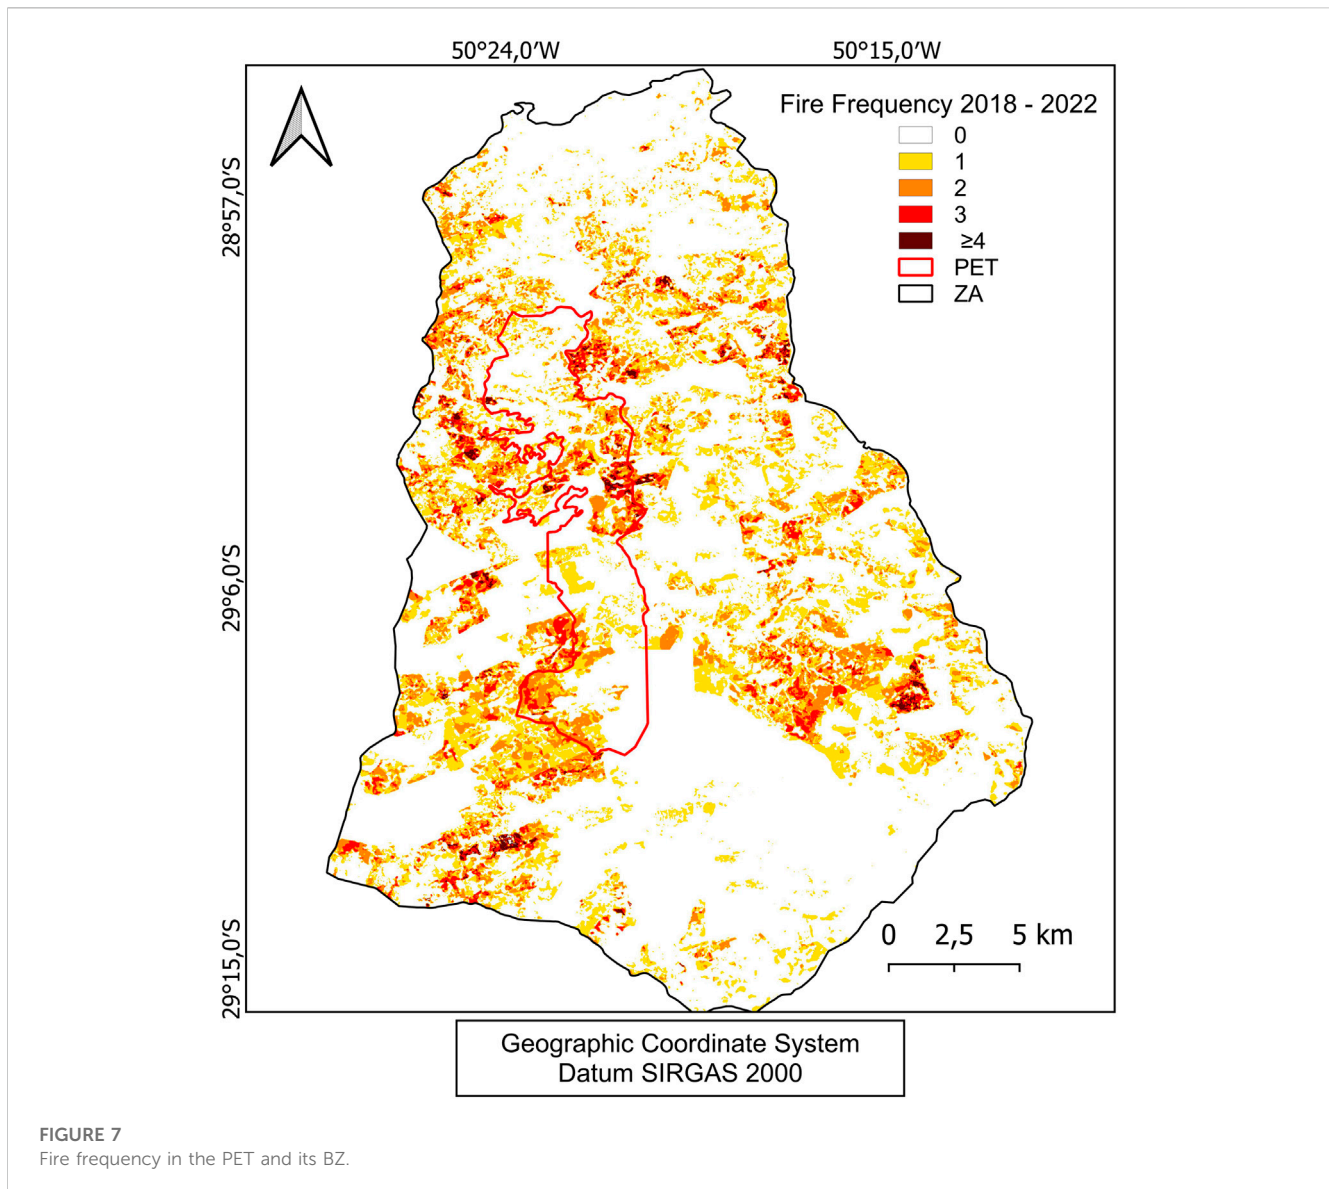 50°24,0′W
50°15,0′W
28°57,0′S
29°6,0′S
29°15,0′S
Fire Frequency 2018 - 2022
0
1
2
3
≥4
PET
ZA
0 2,5 5 km
Geographic Coordinate System
Datum SIRGAS 2000
FIGURE 7
Fire frequency in the PET and its BZ.